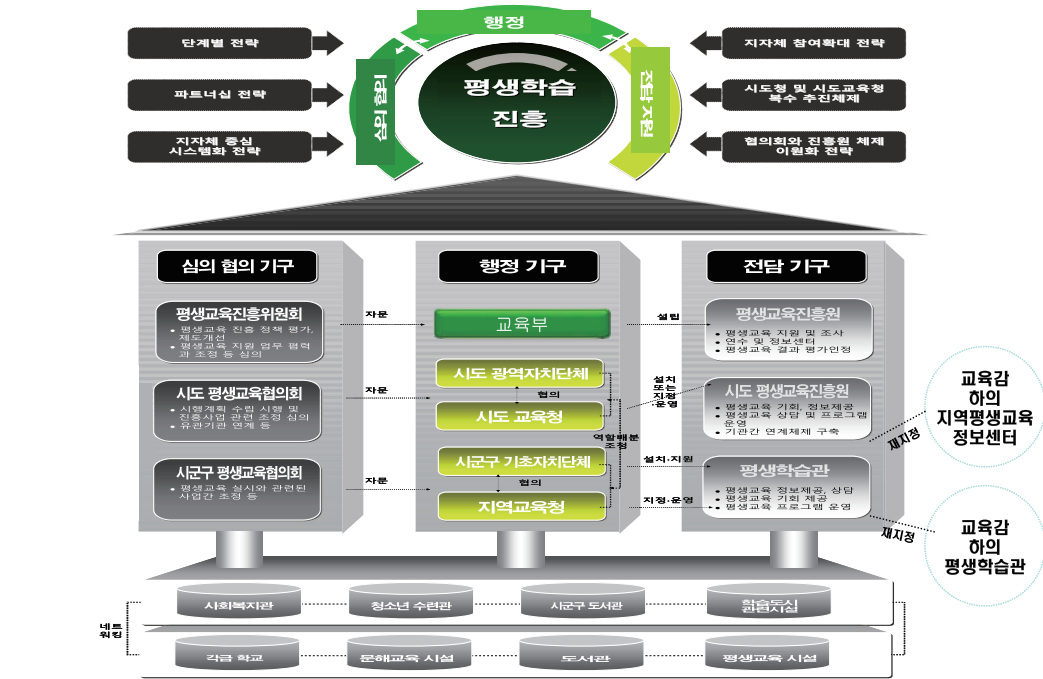 행정
단계별 전략
파트너십 전략
지자체 중심
시스템화 전략
심의 협의
평생학습
진흥
전담 지원
지자체 참여확대 전략
시도청 및 시도교육청
복수 추진체제
협의회와 진흥원 체제
이원화 전략
심의 협의 기구
평생교육진흥위원회
• 평생교육 진흥 정책 평가,
제도개선
• 평생교육 지원 업무 협력
과 조정 등 심의
시도 평생교육협의회
• 시행계획 수립 시행 및
진흥사업 관련 조정 심의
• 유관기관 연계 등
시군구 평생교육협의회
• 평생교육 실시와 관련된
사업간 조정 등
자문
자문
자문
행정 기구
교육부
시도 광역자치단체
협의
시도 교육청
시군구 기초자치단체
협의
지역교육청
역할배분
조정
설립
설치
또는
지정
·운영
설치·지원
지정·운영
전담 기구
평생교육진흥원
• 평생교육 지원 및 조사
• 연수 및 정보센터
• 평생교육 결과 평가인정
시도 평생교육진흥원
• 평생교육 기회, 정보제공
• 평생교육 상담 및 프로그램
운영
• 기관간 연계체제 구축
평생학습관
• 평생교육 정보제공, 상담
• 평생교육 기회 제공
• 평생교육 프로그램 운영
재지정
교육감
하의
지역평생교육
정보센터
재지정
교육감
하의
평생학습관
네트
워킹
사회복지관
청소년 수련관
시군구 도서관
학습도시
관련시설
각급 학교
문해교육 시설
도서관
평생교육 시설